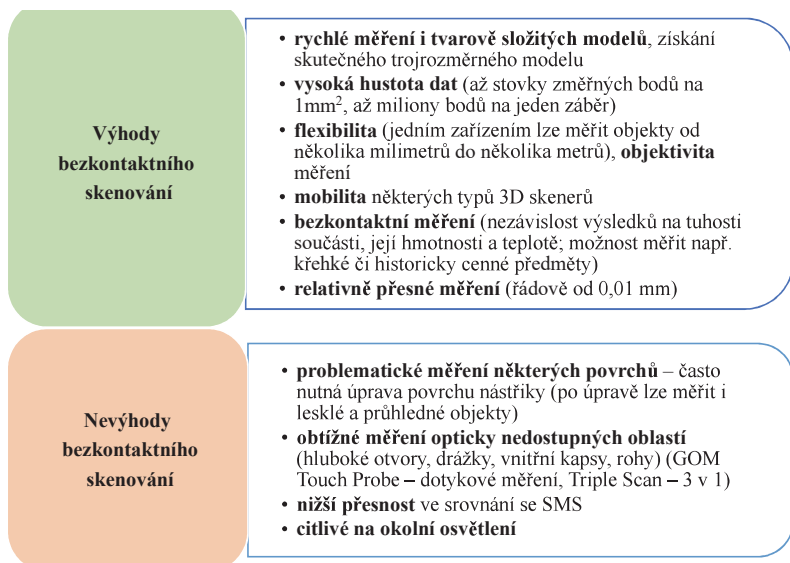 Výhody
bezkontaktního
skenování
• rychlé měření i tvarově složitých modelů, získání
skutečného trojrozměrného modelu
• vysoká hustota dat (až stovky změřných bodů na
1mm², až miliony bodů na jeden záběr)
• flexibilita (jedním zařízením lze měřit objekty od
několika milimetrů do několika metrů), objektivita
měření
• mobilita některých typů 3D skenerů
• bezkontaktní měření (nezávislost výsledků na tuhosti
součásti, její hmotnosti a teplotě; možnost měřit např.
křehké či historicky cenné předměty)
• relativně přesné měření (řádově od 0,01 mm)
Nevýhody
bezkontaktního
skenování
• problematické měření některých povrchů – často
nutná úprava povrchu nástřiky (po úpravě lze měřit i
lesklé a průhledné objekty)
• obtížné měření opticky nedostupných oblastí
(hluboké otvory, drážky, vnitřní kapsy, rohy) (GOM
Touch Probe – dotykové měření, Triple Scan – 3 v 1)
• nižší přesnost ve srovnání se SMS
• citlivé na okolní osvětlení